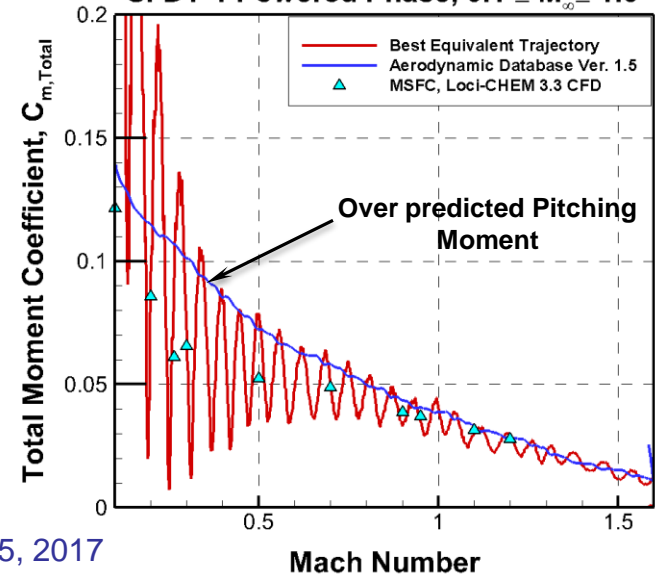 Best Equivalent Trajectory
Aerodynamic Database Ver. 1.5
MSFC, Loci-CHEM 3.3 CFD
Over predicted Pitching
Moment
Total Moment Coefficient, Cm,Total
0.2
0.15
0.1
0.05
0
0.5
1
1.5
Mach Number
5, 2017